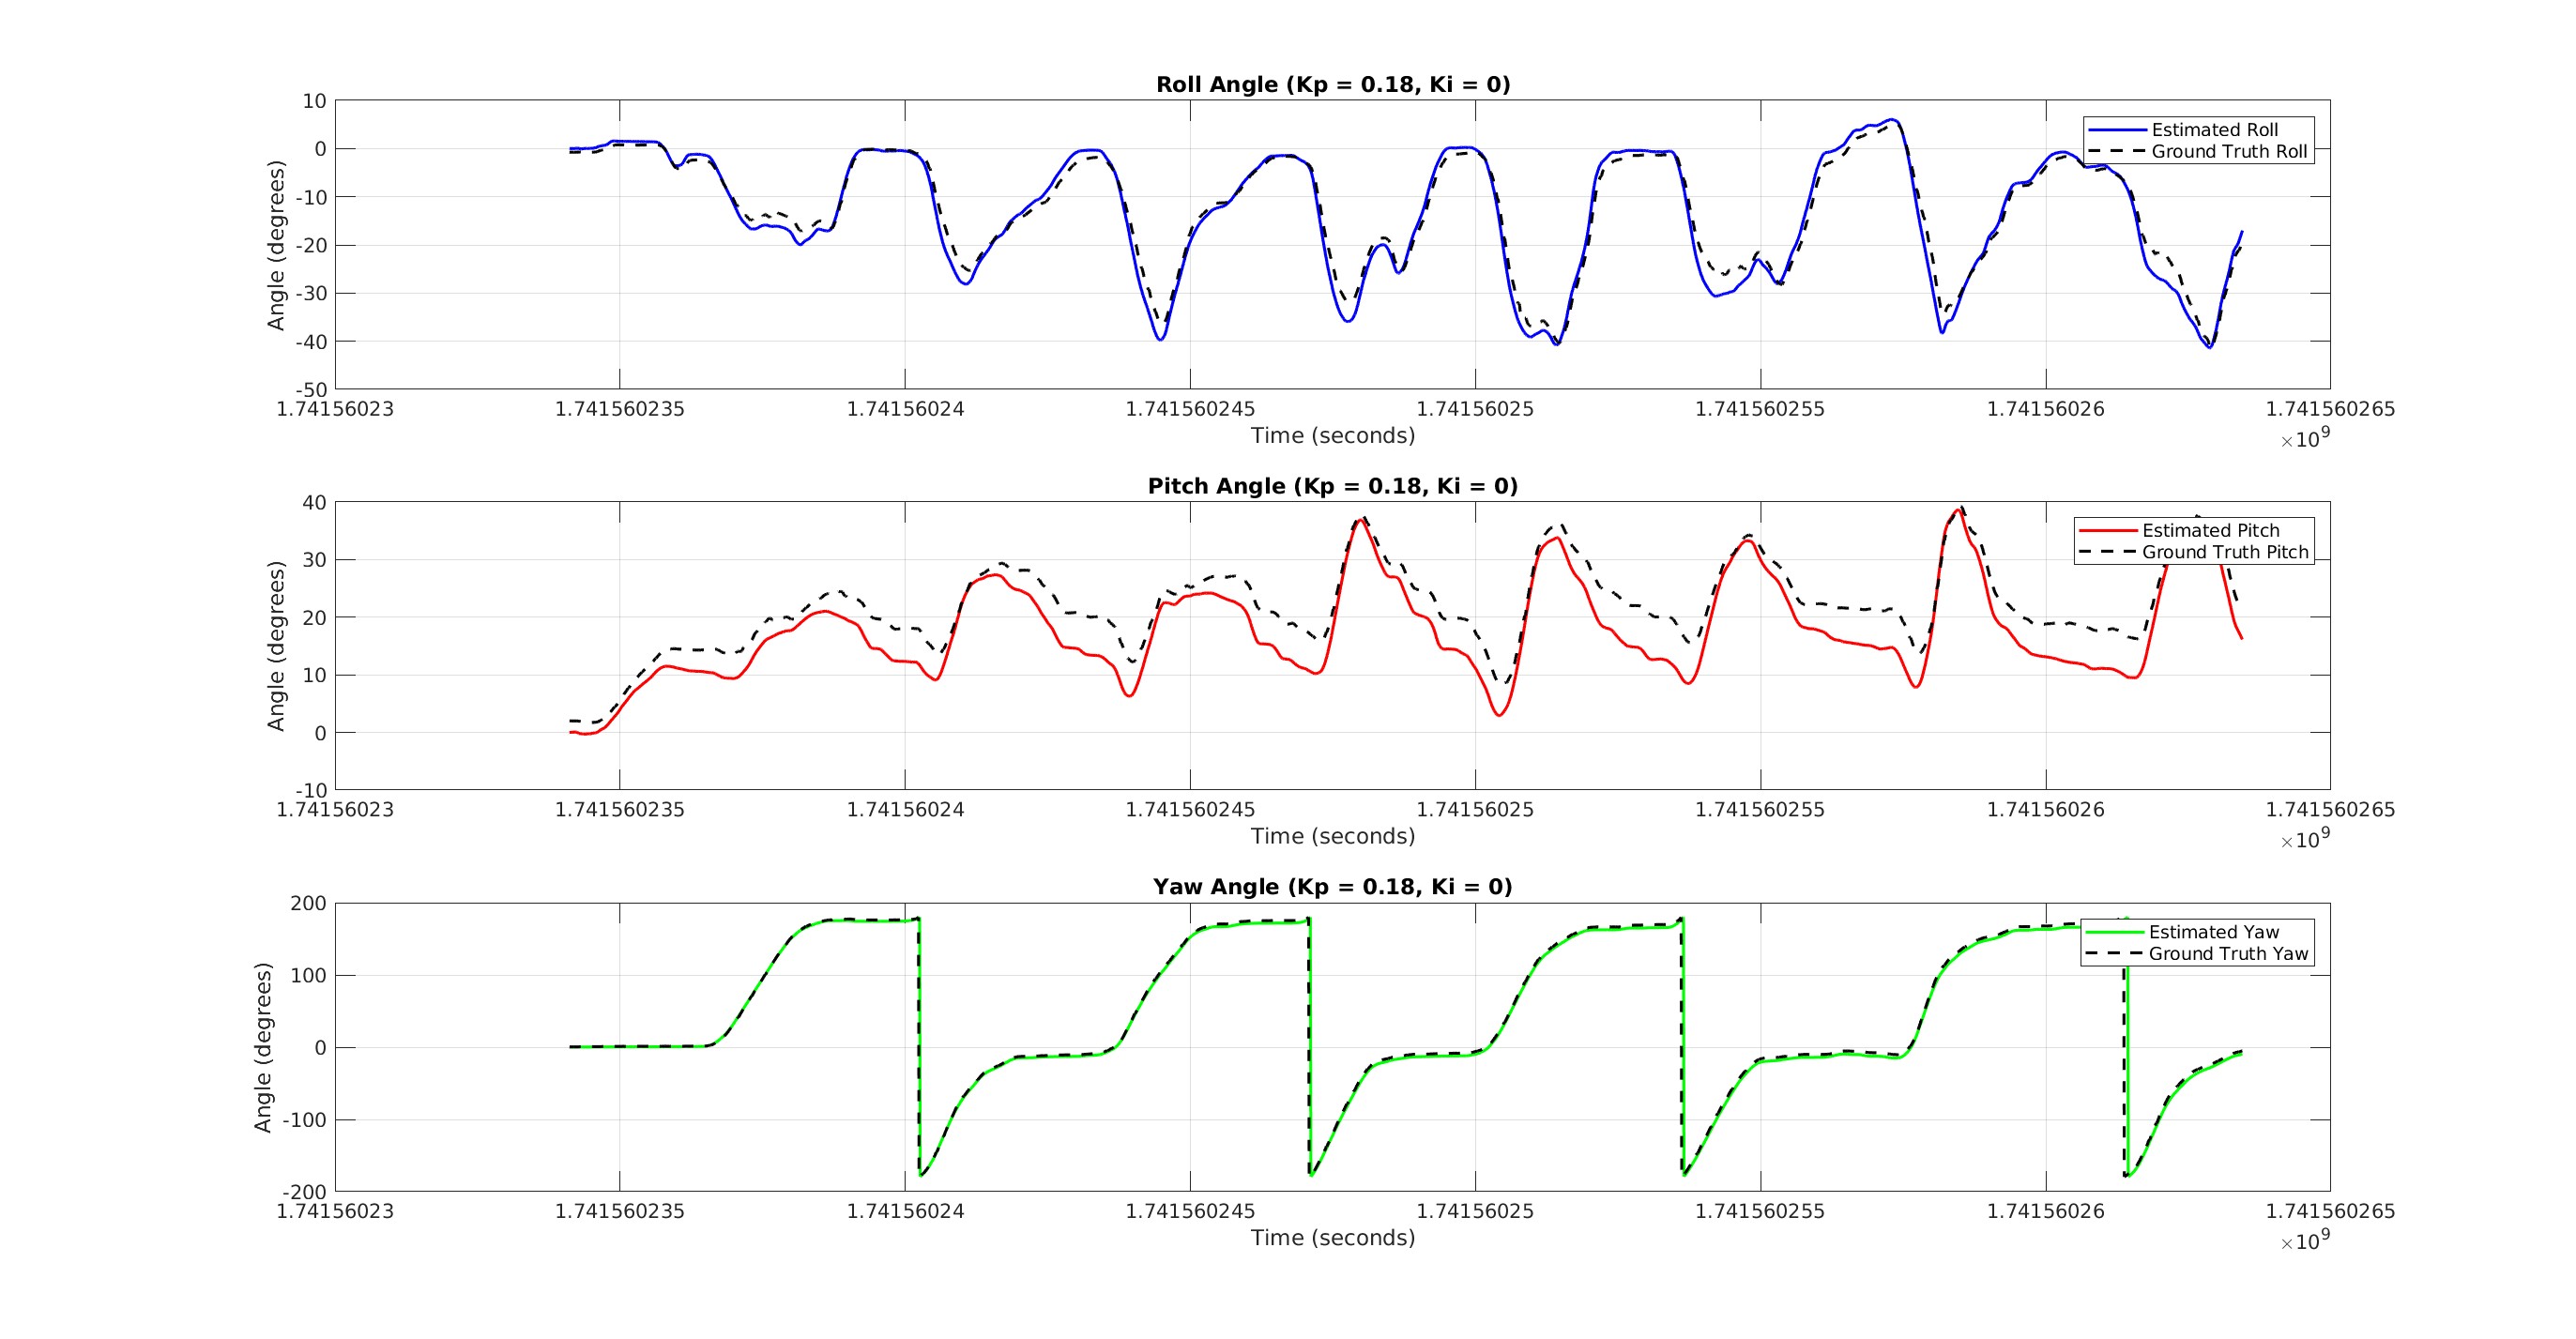 Roll Angle (Kp = 0.18, Ki = 0)
10
0
-10
-20
-30
-40
-50
Angle (degrees)
Estimated Roll
Ground Truth Roll
1.74156023 1.741560235 1.74156024 1.741560245 1.74156025 1.741560255 1.74156026 1.741560265
Time (seconds)
×10⁹
Pitch Angle (Kp = 0.18, Ki = 0)
40
30
20
10
0
-10
Angle (degrees)
Estimated Pitch
Ground Truth Pitch
1.74156023 1.741560235 1.74156024 1.741560245 1.74156025 1.741560255 1.74156026 1.741560265
Time (seconds)
×10⁹
Yaw Angle (Kp = 0.18, Ki = 0)
200
100
0
-100
-200
Angle (degrees)
Estimated Yaw
Ground Truth Yaw
1.74156023 1.741560235 1.74156024 1.741560245 1.74156025 1.741560255 1.74156026 1.741560265
Time (seconds)
×10⁹